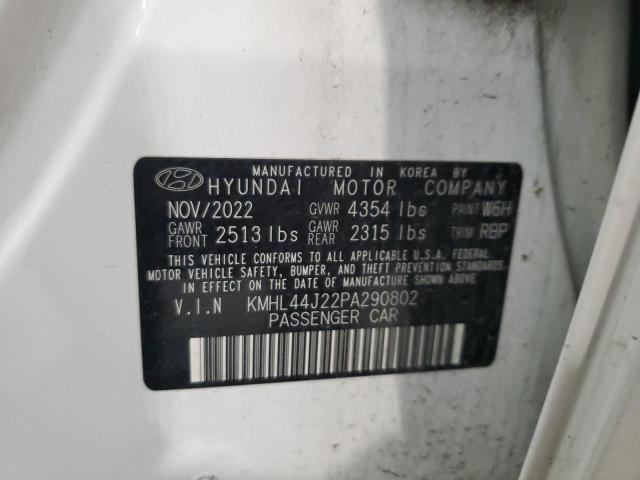 MANUFACTURED IN KOREA BY
HYUNDAI MOTOR COMPANY
NOV/2022 GVWR 4354 lbs PAINT W6H
GAWR FRONT 2513 lbs GAWR REAR 2315 lbs TRIM RBP
THIS VEHICLE CONFORMS TO ALL APPLICABLE U.S.A. FEDERAL
MOTOR VEHICLE SAFETY, BUMPER, AND THEFT PREVENTION STANDARDS
IN EFFECT ON THE DATE OF MANUFACTURE SHOWN ABOVE
V.I.N KMHL44J22PA290802
PASSENGER CAR